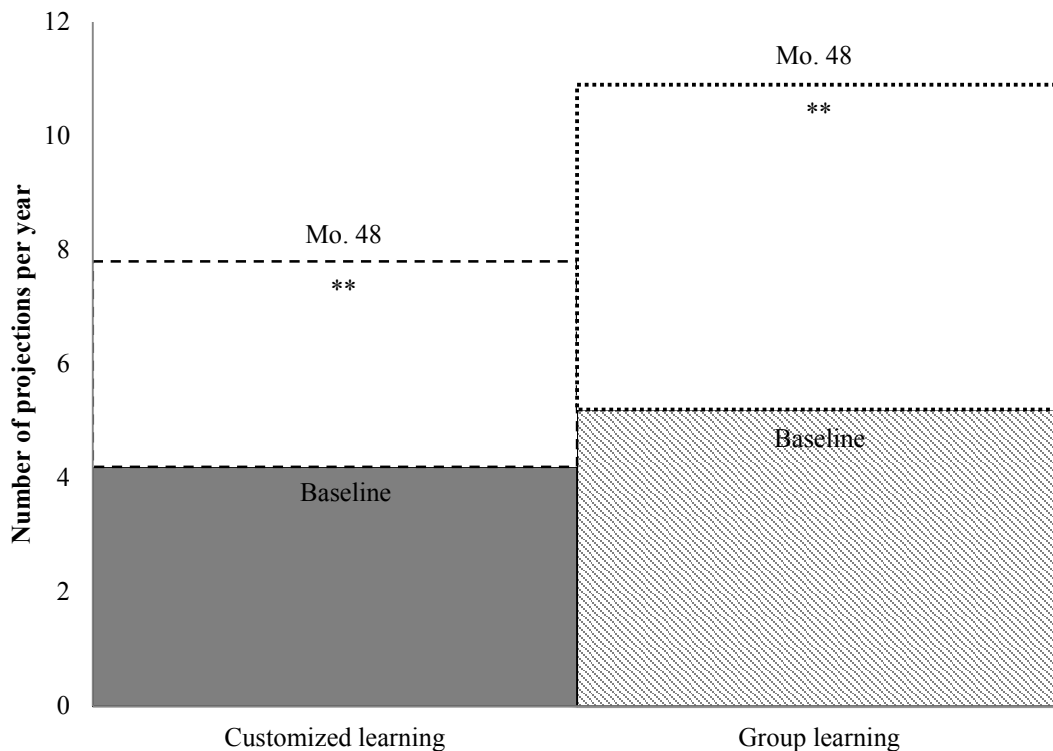 12
Mo. 48
**
10
Mo. 48
8
**
6
Baseline
4
Baseline
2
0
Number of projections per year
Customized learning
Group learning